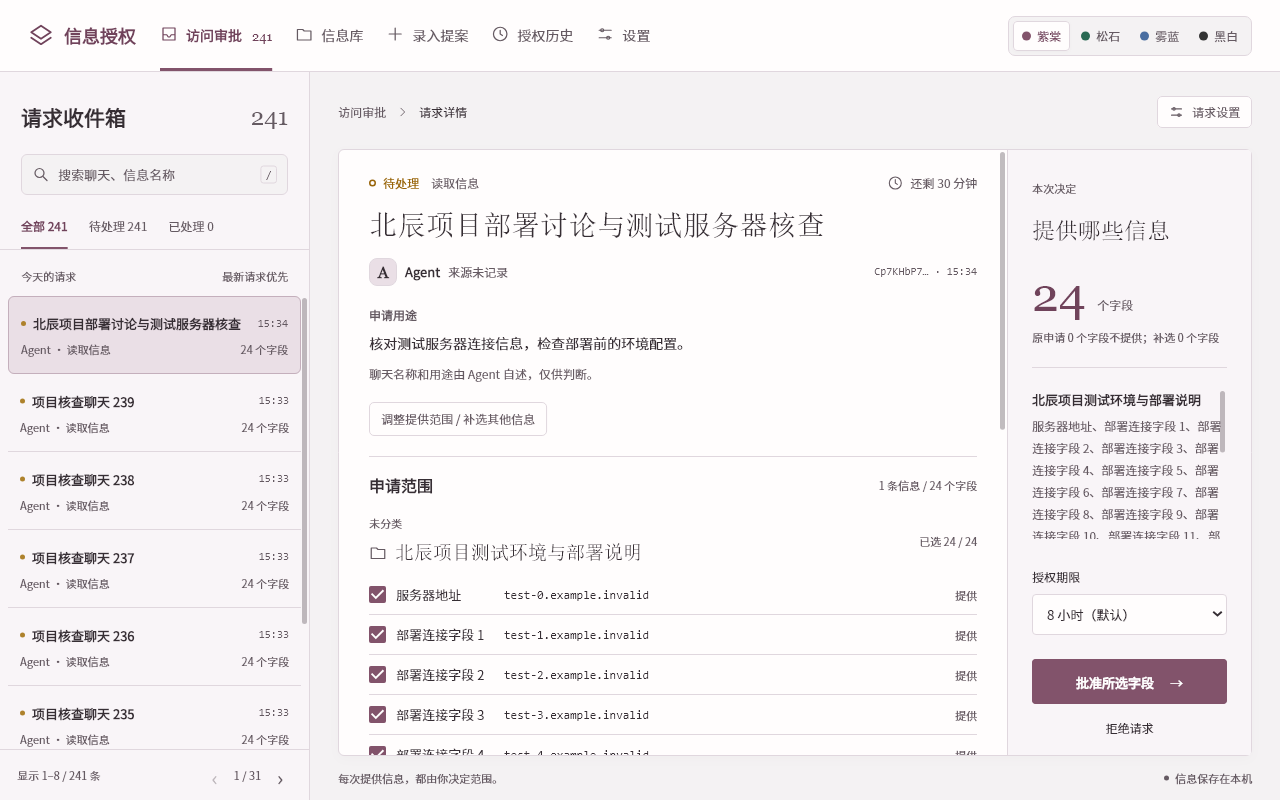 信息授权
访问审批 241
信息库
录入提案
授权历史
设置
紫棠
松石
雾蓝
黑白
请求收件箱 241
搜索聊天、信息名称 /
全部 241 待处理 241 已处理 0
今天的请求 最新请求优先
北辰项目部署讨论与测试服务器核查 15:34
Agent · 读取信息 24 个字段
项目核查聊天 239 15:33
Agent · 读取信息 24 个字段
项目核查聊天 238 15:33
Agent · 读取信息 24 个字段
项目核查聊天 237 15:33
Agent · 读取信息 24 个字段
项目核查聊天 236 15:33
Agent · 读取信息 24 个字段
项目核查聊天 235 15:33
Agent · 读取信息 24 个字段
显示 1–8 / 241 条 ‹ 1 / 31 ›
访问审批 > 请求详情
请求设置
待处理 读取信息 还剩 30 分钟
北辰项目部署讨论与测试服务器核查
A Agent 来源未记录 Cp7KHbP7… · 15:34
申请用途
核对测试服务器连接信息，检查部署前的环境配置。
聊天名称和用途由 Agent 自述，仅供判断。
调整提供范围 / 补选其他信息
申请范围 1 条信息 / 24 个字段
未分类
北辰项目测试环境与部署说明 已选 24 / 24
服务器地址 test-0.example.invalid 提供
部署连接字段 1 test-1.example.invalid 提供
部署连接字段 2 test-2.example.invalid 提供
部署连接字段 3 test-3.example.invalid 提供
部署连接字段 4 test-4.example.invalid 提供
本次决定
提供哪些信息
24 个字段
原申请 0 个字段不提供；补选 0 个字段
北辰项目测试环境与部署说明
服务器地址、部署连接字段 1、部署
连接字段 2、部署连接字段 3、部署
连接字段 4、部署连接字段 5、部署
连接字段 6、部署连接字段 7、部署
连接字段 8、部署连接字段 9、部署
连接字段 10、部署连接字段 11、部
授权期限
8 小时（默认）
批准所选字段 →
拒绝请求
每次提供信息，都由你决定范围。
信息保存在本机